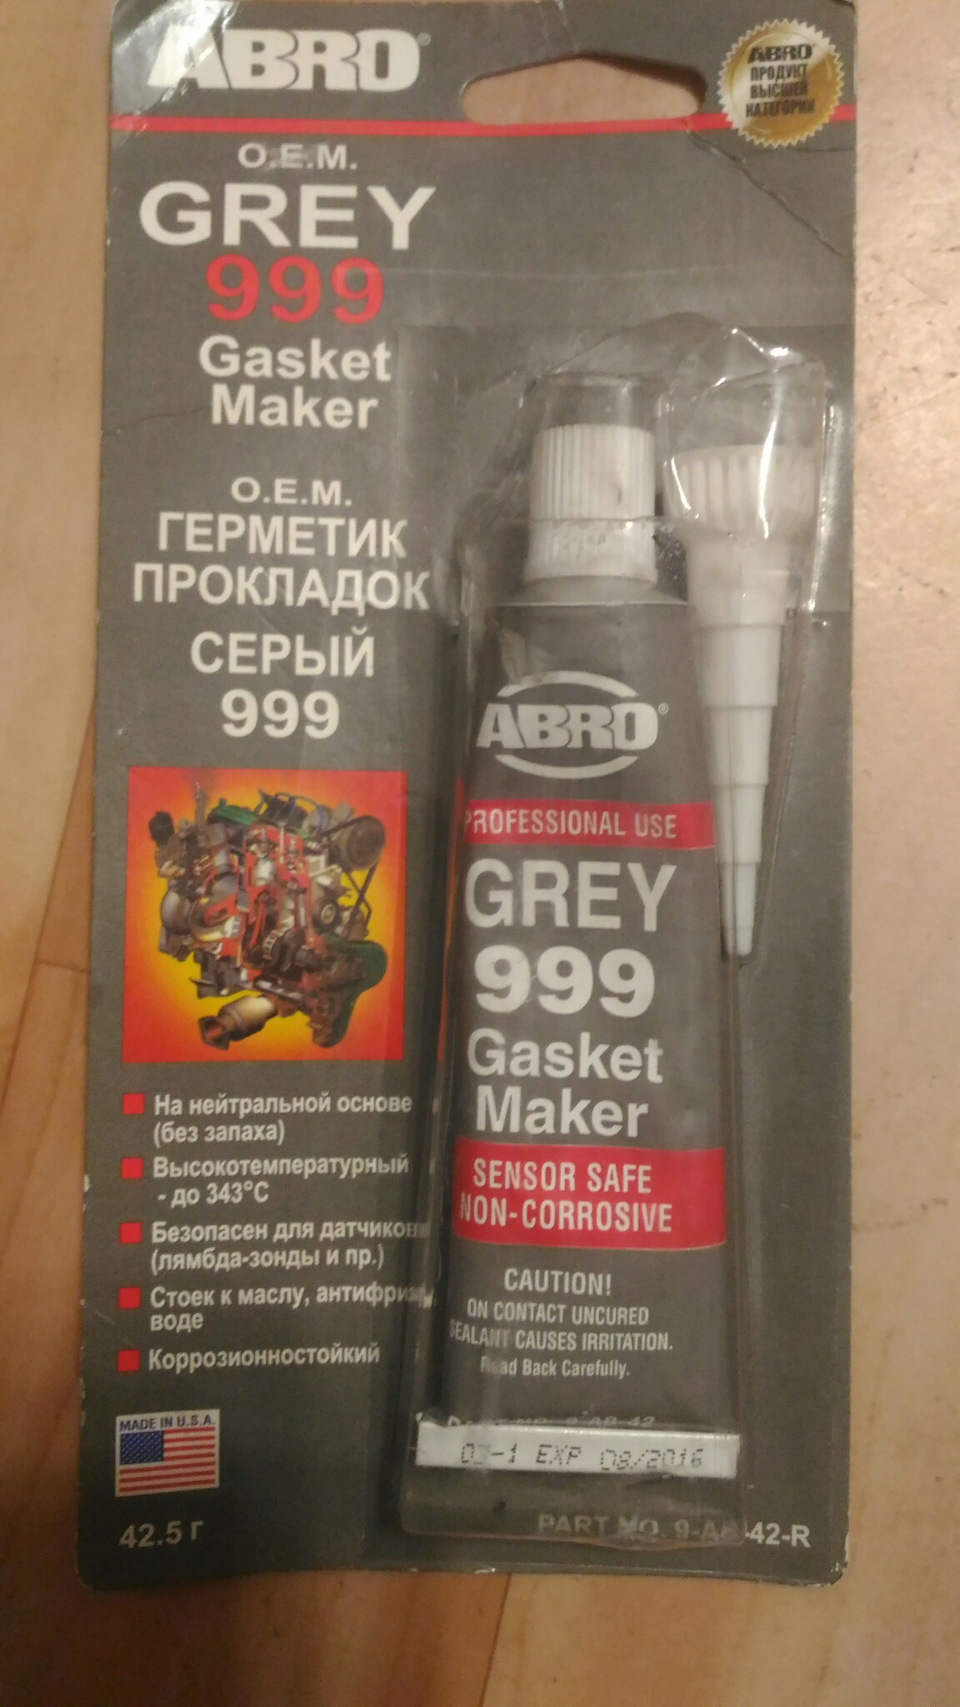 ABRO®
ABRO®
ПРОДУКТ
ВЫСШЕЙ
КАТЕГОРИИ
O.E.M.
GREY
999
Gasket
Maker
O.E.M.
ГЕРМЕТИК
ПРОКЛАДОК
СЕРЫЙ
999
На нейтральной основе
(без запаха)
Высокотемпературный
- до 343°С
Безопасен для датчиков
(лямбда-зонды и пр.)
Стоек к маслу,
воде
Коррозионностойкий
MADE IN U.S.A.
42.5 г
ABRO®
PROFESSIONAL USE
GREY
999
Gasket
Maker
SENSOR SAFE
NON-CORROSIVE
CAUTION!
ON CONTACT UNCURED
SEALANT CAUSES IRRITATION.
Read Back Carefully.
EXP 08/2016
PART NO. 9-AB-42-R